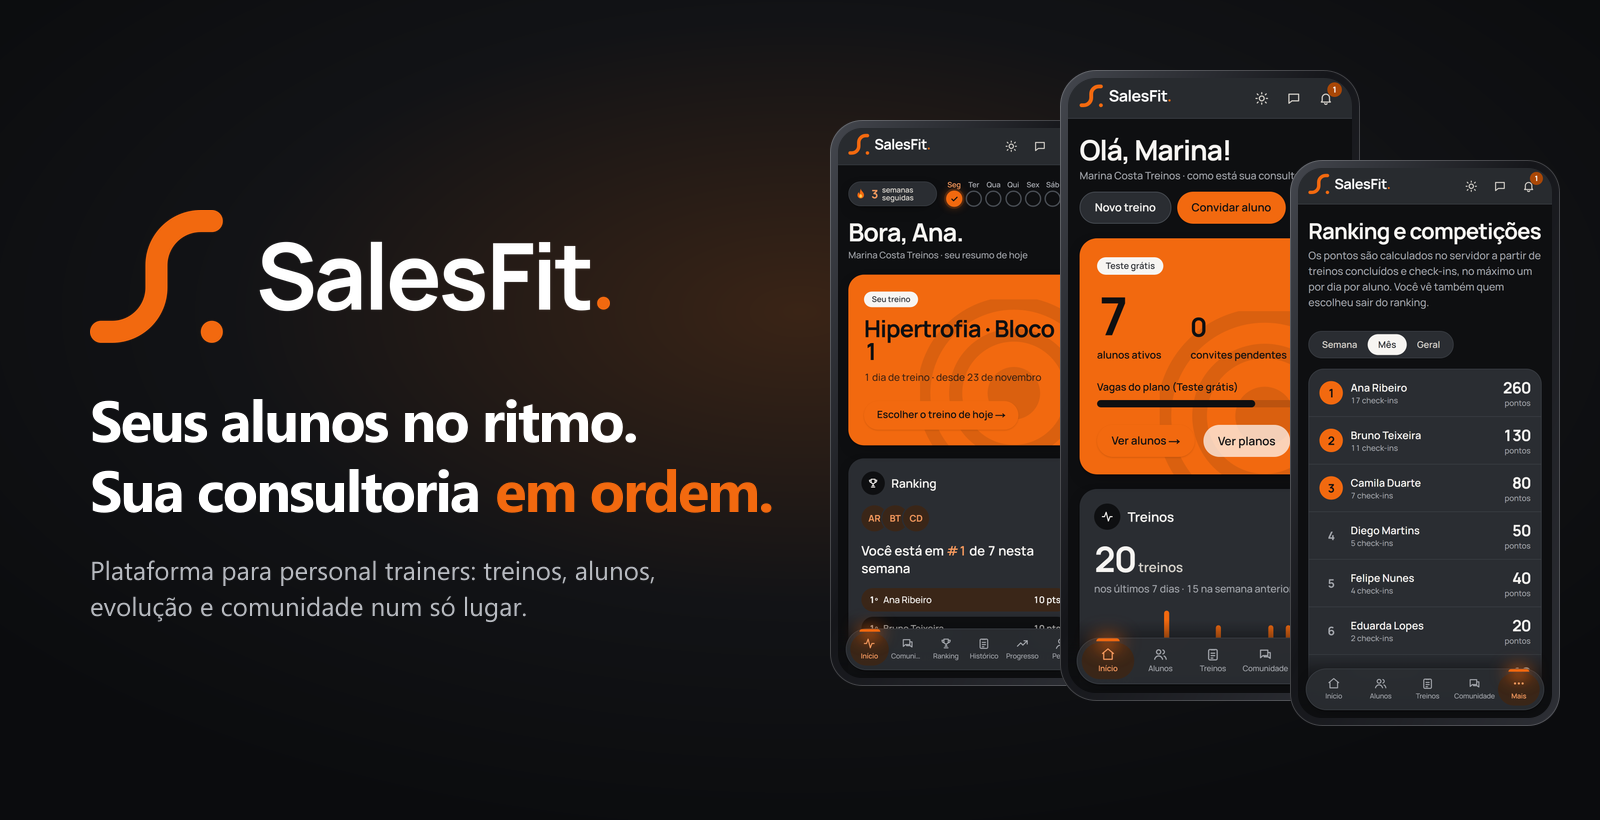 SalesFit.
Seus alunos no ritmo.
Sua consultoria em ordem.
Plataforma para personal trainers: treinos, alunos,
evolução e comunidade num só lugar.
SalesFit.
3 semanas
seguidas
Seg Ter Qua Qui Sex Sáb
Bora, Ana.
Marina Costa Treinos · seu resumo de hoje
Seu treino
Hipertrofia · Bloco
1
1 dia de treino · desde 23 de novembro
Escolher o treino de hoje →
Ranking
AR BT CD
Você está em #1 de 7 nesta
semana
1º Ana Ribeiro 10 pts
1º Bruno Teixeira 10 pts
Início Comuni... Ranking Histórico Progresso
SalesFit.
1
Olá, Marina!
Marina Costa Treinos · como está sua
Novo treino Convidar aluno
Teste grátis
7 0
alunos ativos convites pendentes
Vagas do plano (Teste grátis)
Ver alunos → Ver planos
Treinos
20 treinos
nos últimos 7 dias · 15 na semana
Início Alunos Treinos Comunidade
SalesFit.
1
Ranking e competições
Os pontos são calculados no servidor a partir de
treinos concluídos e check-ins, no máximo um
por dia por aluno. Você vê também quem
escolheu sair do ranking.
Semana Mês Geral
1 Ana Ribeiro 260
17 check-ins pontos
2 Bruno Teixeira 130
11 check-ins pontos
3 Camila Duarte 80
7 check-ins pontos
4 Diego Martins 50
5 check-ins pontos
5 Felipe Nunes 40
4 check-ins pontos
6 Eduarda Lopes 20
2 check-ins pontos
Início Alunos Treinos Comunidade Mais